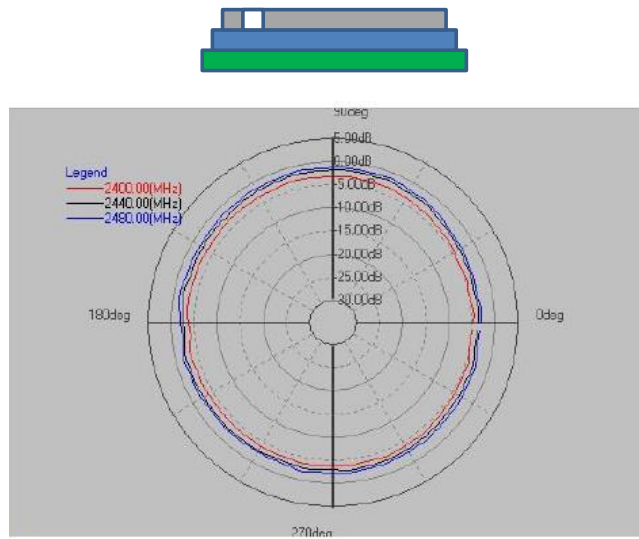 90deg
5.00dB
0.00dB
Legend
-5.00dB
2400.00(MHz)
2440.00(MHz)
-10.00dB
2480.00(MHz)
-15.00dB
-20.00dB
-25.00dB
30.00dB
180deg
0deg
270deg